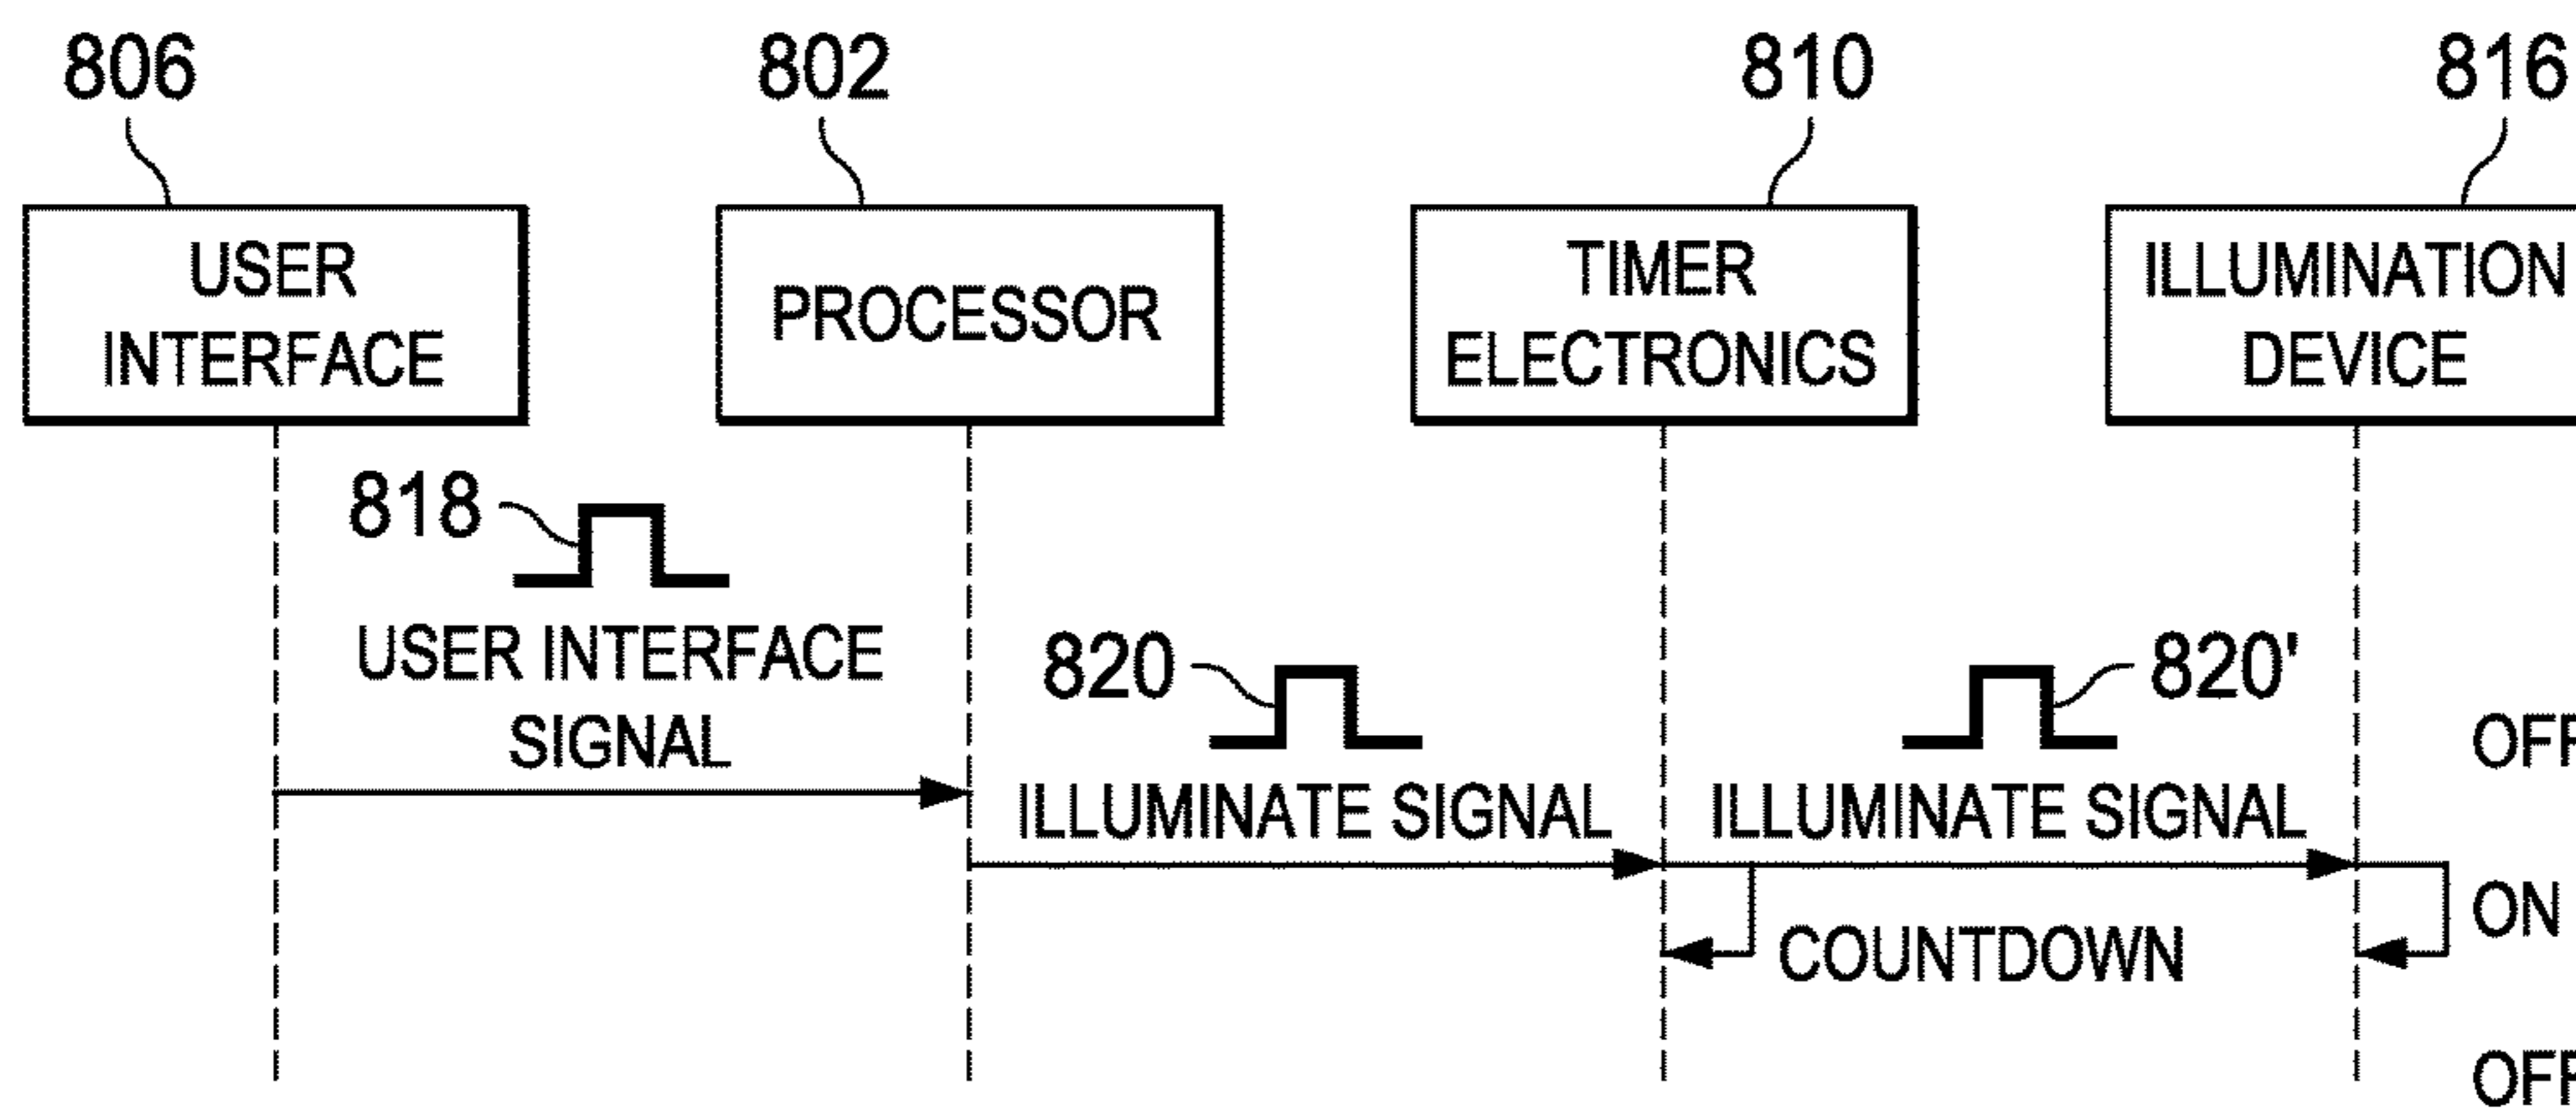 806
802
810
816
USER
INTERFACE
PROCESSOR
TIMER
ELECTRONICS
ILLUMINATION
DEVICE
818
USER INTERFACE
SIGNAL
820
ILLUMINATE SIGNAL
820'
ILLUMINATE SIGNAL
COUNTDOWN
ON